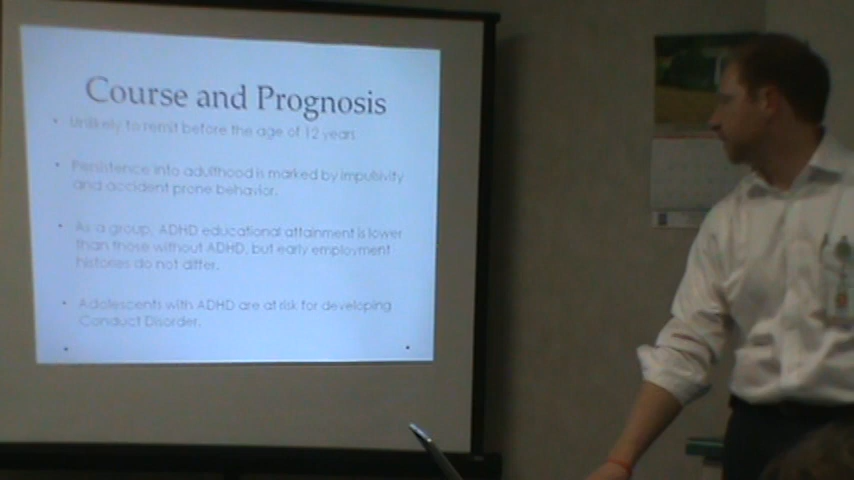 Course and Prognosis
• Unlikely to remit before the age of 12 years
• Persistence into adulthood is marked by impulsivity
and accident prone behavior.
• As a group, ADHD educational attainment is lower
than those without ADHD, but early employment
histories do not differ.
• Adolescents with ADHD are at risk for developing
Conduct Disorder.